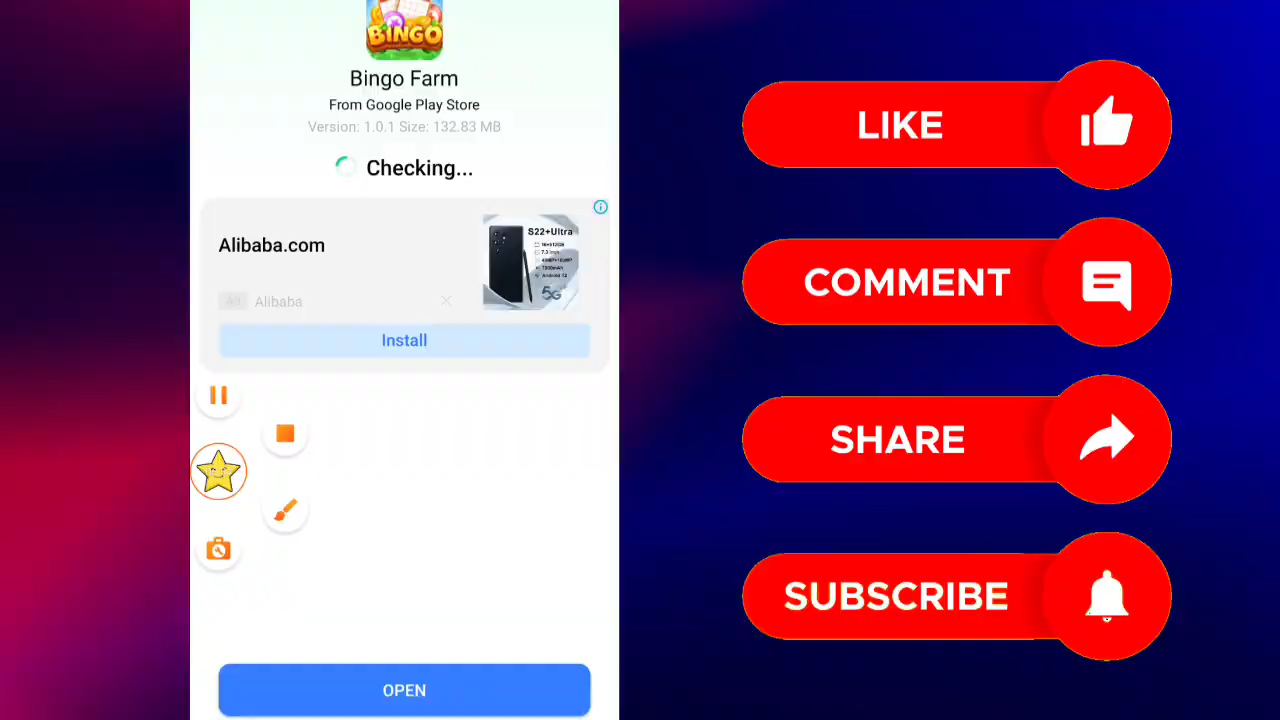 BINGO
Bingo Farm
From Google Play Store
Version: 1.0.1 Size: 132.83 MB
Checking...
Alibaba.com
S22+Ultra
5G
Ad Alibaba
Install
OPEN
LIKE
COMMENT
SHARE
SUBSCRIBE